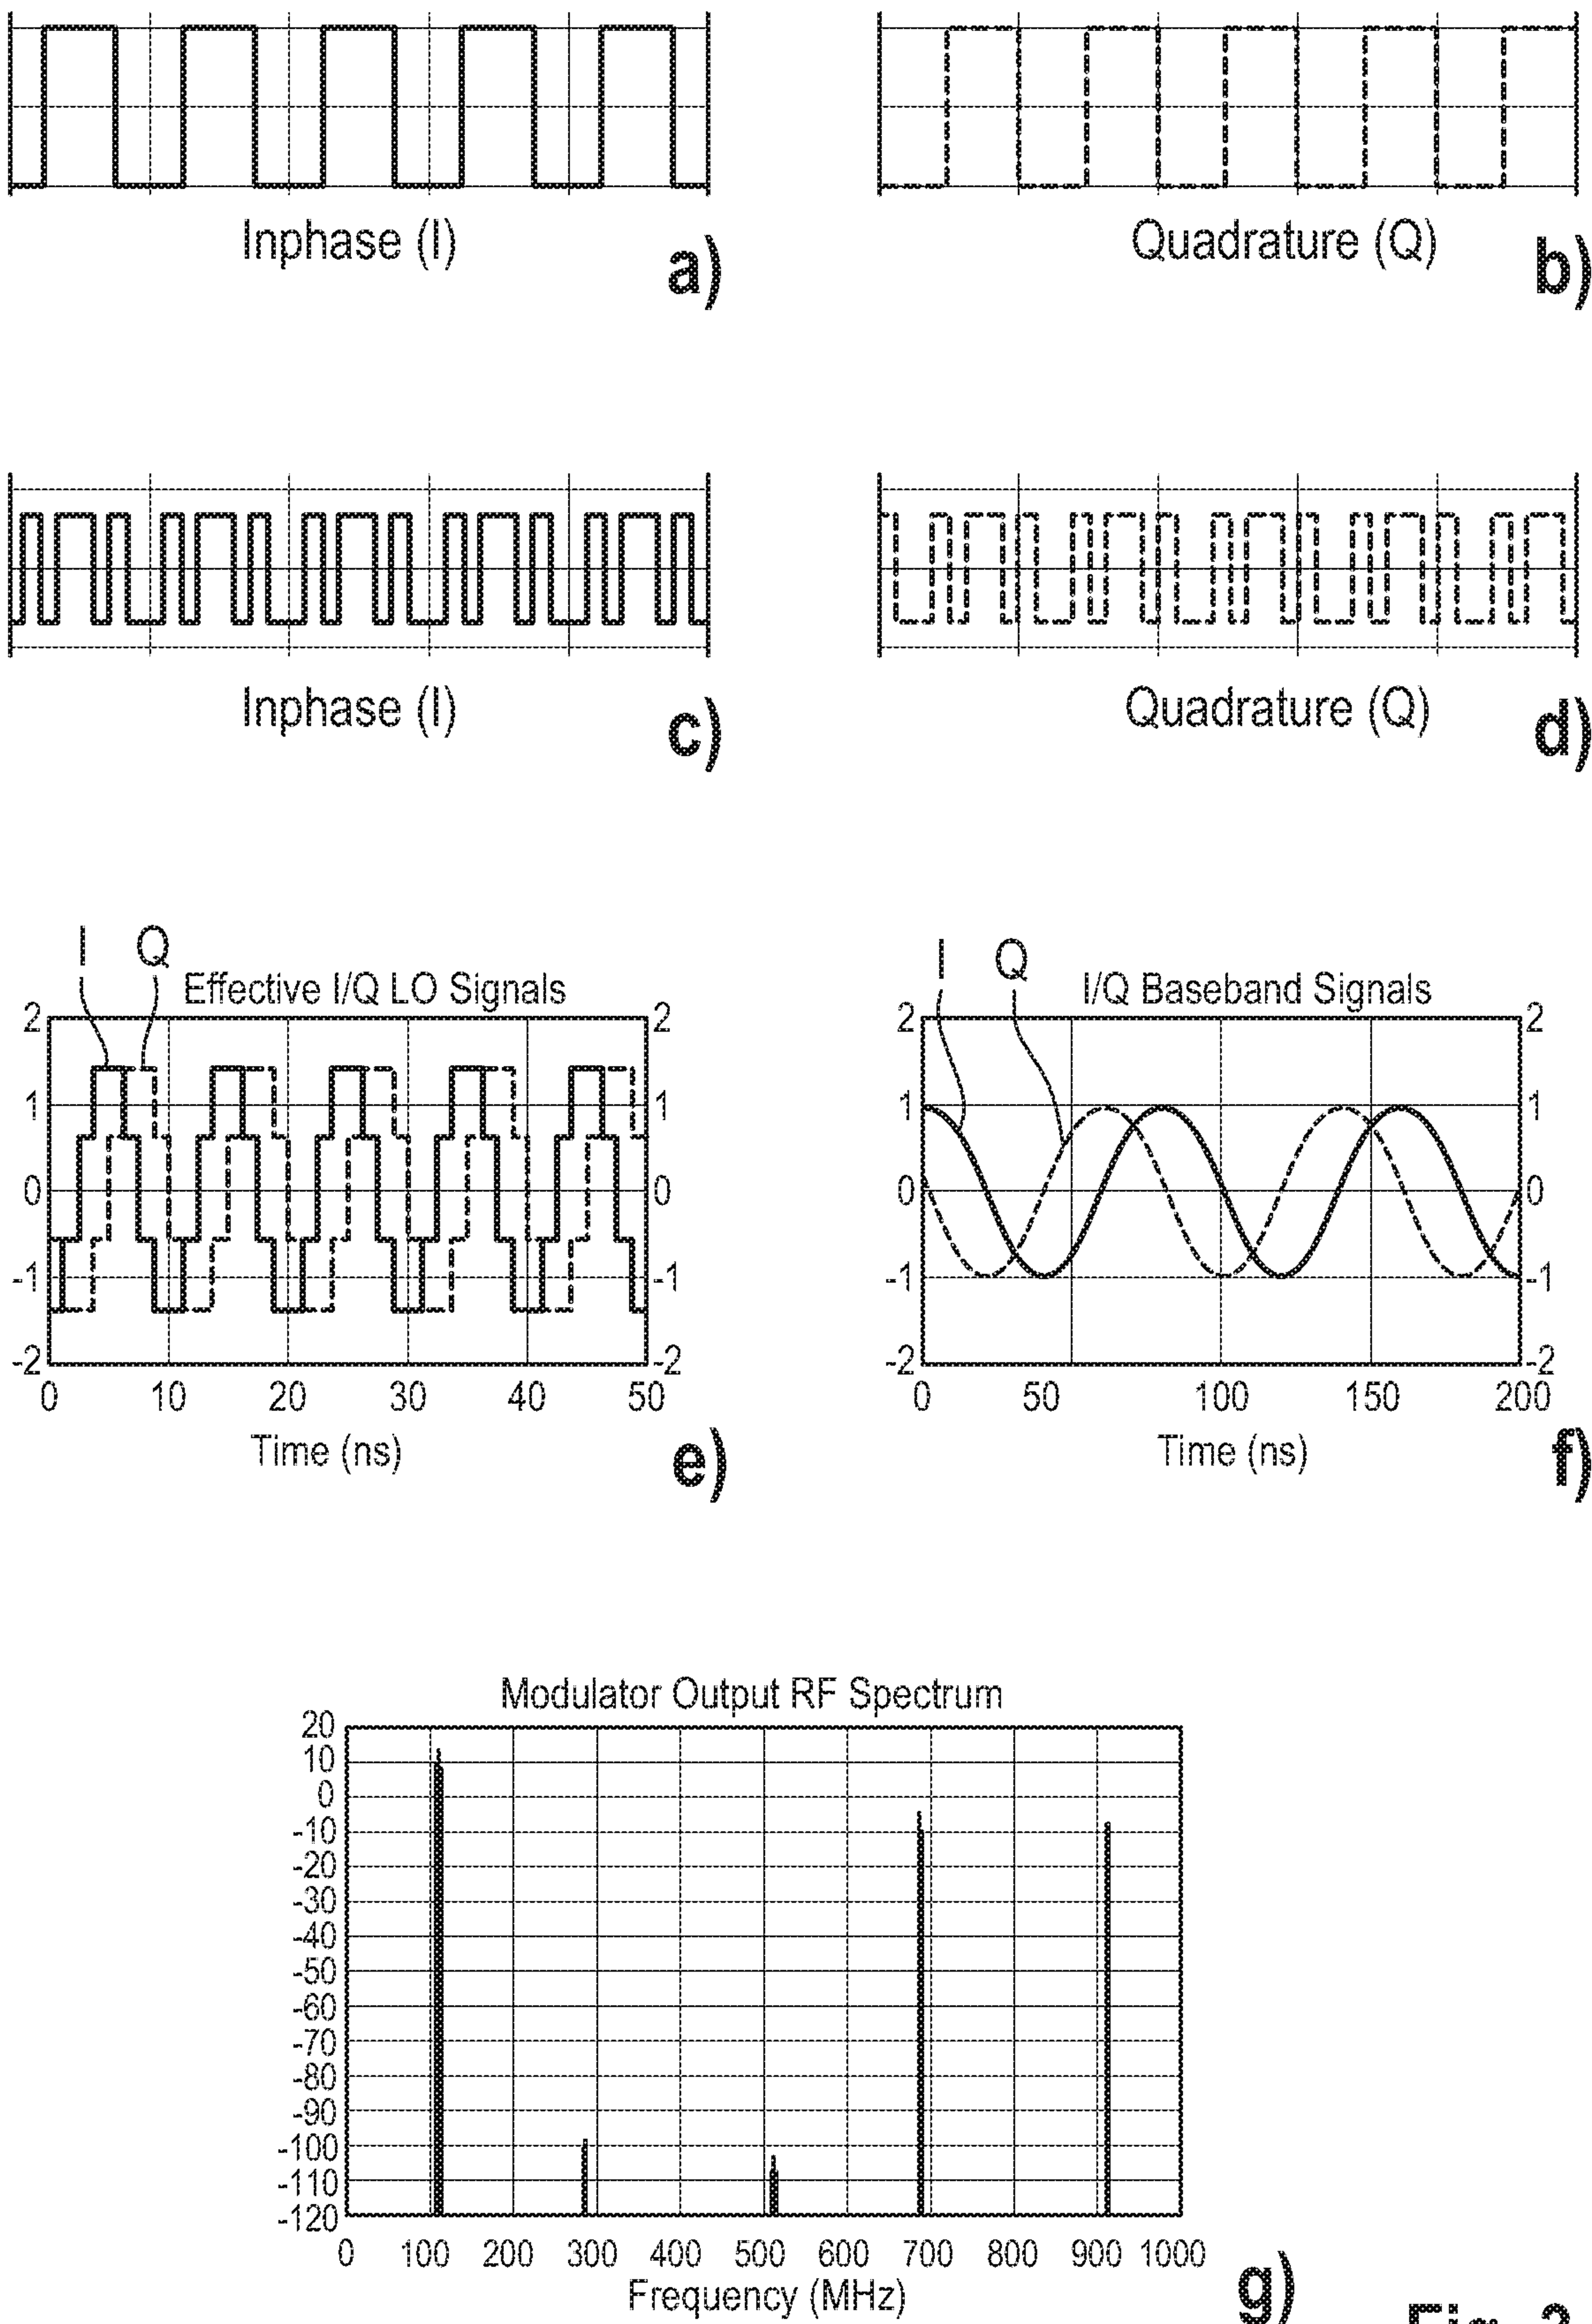 Inphase (I)
a)
Quadrature (Q)
b)
Inphase (I)
c)
Quadrature (Q)
d)
I Q
Effective I/Q LO Signals
2 2
1 1
0 0
-1 -1
-2 -2
0 10 20 30 40 50
Time (ns)
e)
I Q
I/Q Baseband Signals
2 2
1 1
0 0
-1 -1
-2 -2
0 50 100 150 200
Time (ns)
f)
Modulator Output RF Spectrum
20
10
0
-10
-20
-30
-40
-50
-60
-70
-80
-90
-100
-110
-120
0 100 200 300 400 500 600 700 800 900 1000
Frequency (MHz)
g)